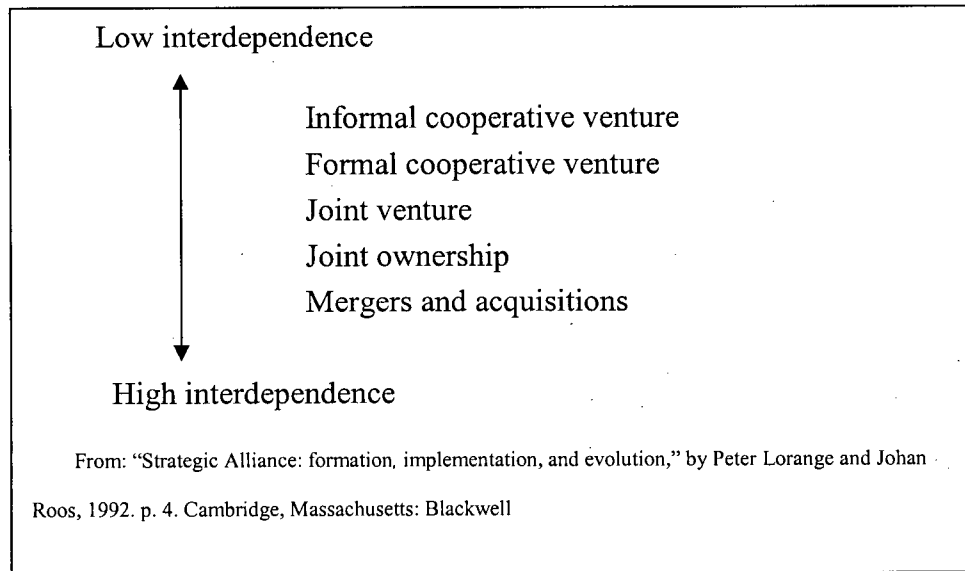 Low interdependence
Informal cooperative venture
Formal cooperative venture
Joint venture
Joint ownership
Mergers and acquisitions
High interdependence
From: “Strategic Alliance: formation, implementation, and evolution,” by Peter Lorange and Johan
Roos, 1992. p. 4. Cambridge, Massachusetts: Blackwell